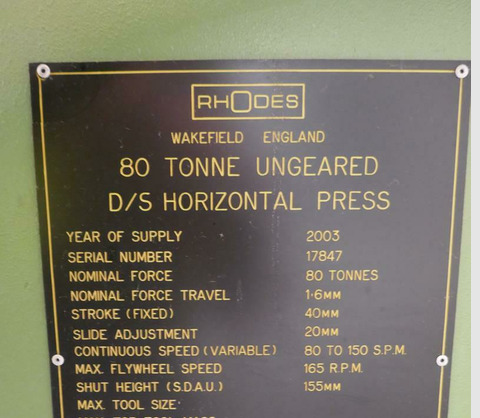 RHODES
WAKEFIELD ENGLAND
80 TONNE UNGEARED
D/S HORIZONTAL PRESS
YEAR OF SUPPLY 2003
SERIAL NUMBER 17847
NOMINAL FORCE 80 TONNES
NOMINAL FORCE TRAVEL 1·6MM
STROKE (FIXED) 40MM
SLIDE ADJUSTMENT 20MM
CONTINUOUS SPEED (VARIABLE) 80 TO 150 S.P.M.
MAX. FLYWHEEL SPEED 165 R.P.M.
SHUT HEIGHT (S.D.A.U.) 155MM
MAX. TOOL SIZE: